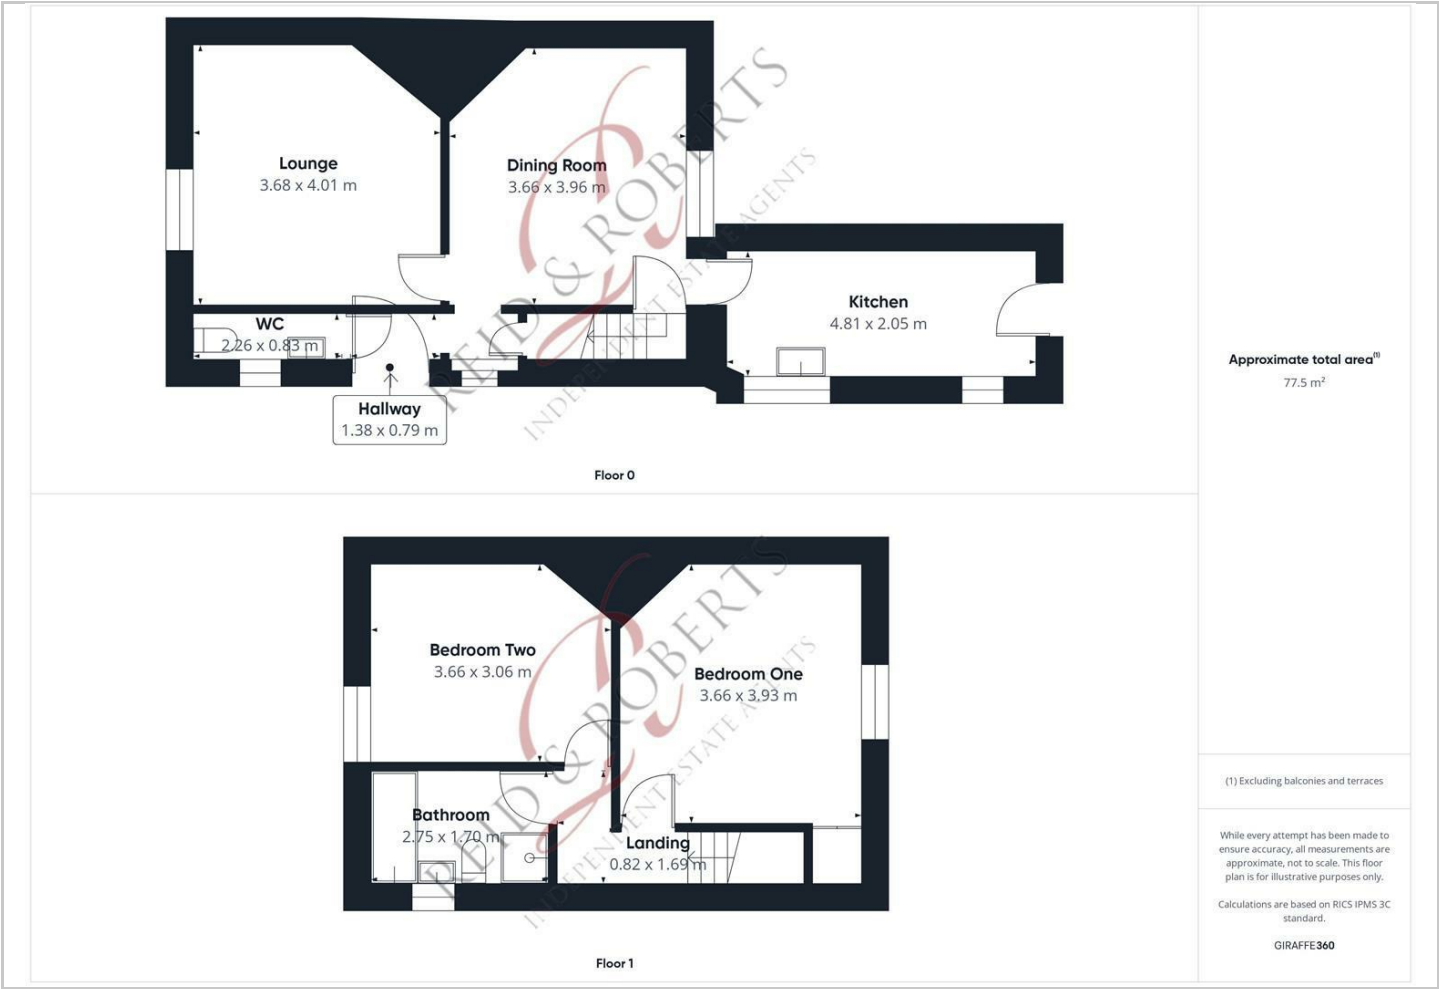 Lounge
3.68 x 4.01 m
Dining Room
3.66 x 3.96 m
Kitchen
4.81 x 2.05 m
WC
2.26 x 0.83 m
Hallway
1.38 x 0.79 m
Floor 0
REID & ROBERTS
INDEPENDENT ESTATE AGENTS
Bedroom Two
3.66 x 3.06 m
Bedroom One
3.66 x 3.93 m
Bathroom
2.75 x 1.70 m
Landing
0.82 x 1.69 m
Floor 1
REID & ROBERTS
INDEPENDENT ESTATE AGENTS
Approximate total area(1)
77.5 m²
(1) Excluding balconies and terraces
While every attempt has been made to
ensure accuracy, all measurements are
approximate, not to scale. This floor
plan is for illustrative purposes only.
Calculations are based on RICS IPMS 3C
standard.
GIRAFFE360